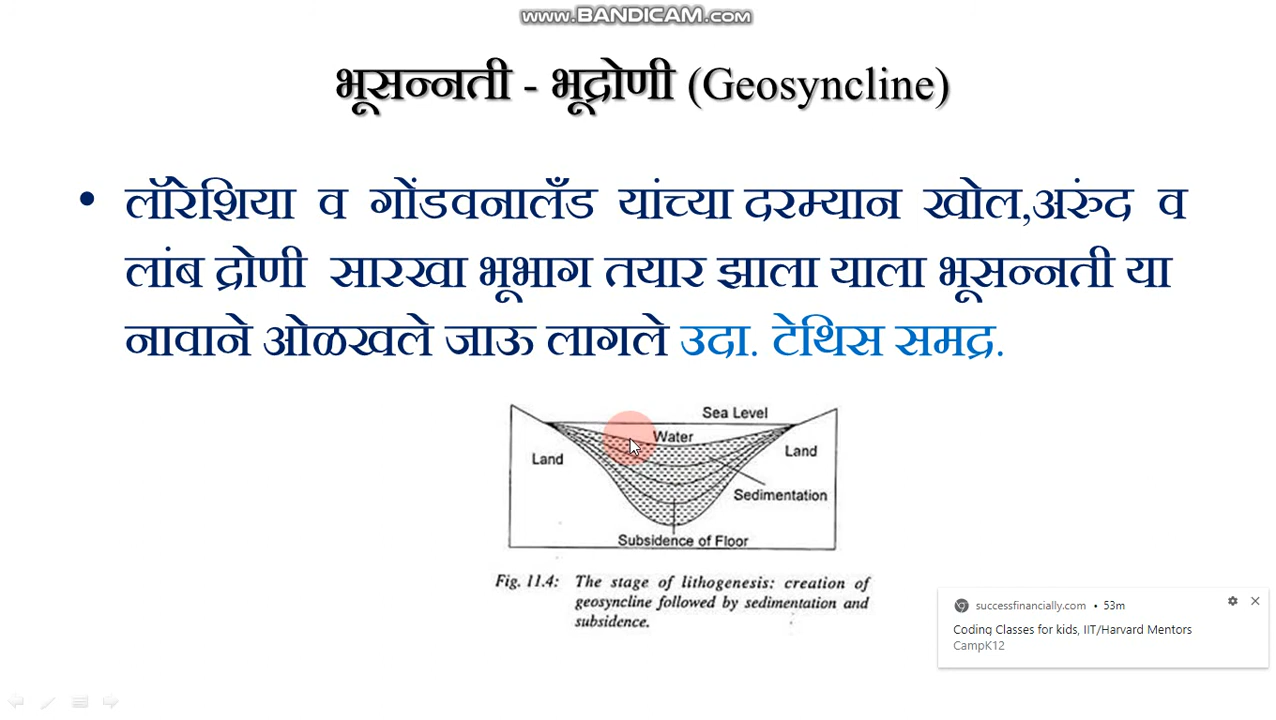 www.BANDICAM.com
भूसन्नती - भूद्रोणी (Geosyncline)
• लॉरेशिया व गोंडवनालँड यांच्या दरम्यान खोल,अरुंद व
लांब द्रोणी सारखा भूभाग तयार झाला याला भूसन्नती या
नावाने ओळखले जाऊ लागले उदा. टेथिस समद्र.
Sea Level
Water
Land
Land
Sedimentation
Subsidence of Floor
Fig. 11.4: The stage of lithogenesis: creation of
geosyncline followed by sedimentation and
subsidence.
successfinancially.com • 53m
Coding Classes for kids, IIT/Harvard Mentors
CampK12